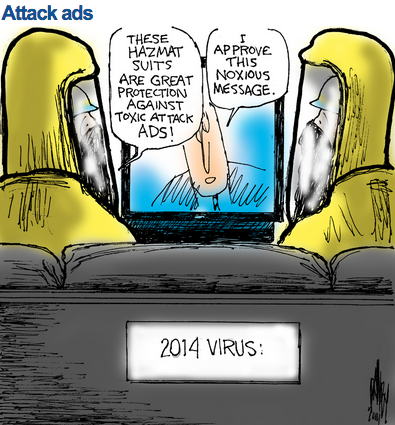 Attack ads
THESE
HAZMAT
SUITS
ARE GREAT
PROTECTION
AGAINST
TOXIC ATTACK
ADS!
I
APPROVE
THIS
NOXIOUS
MESSAGE.
2014 VIRUS: